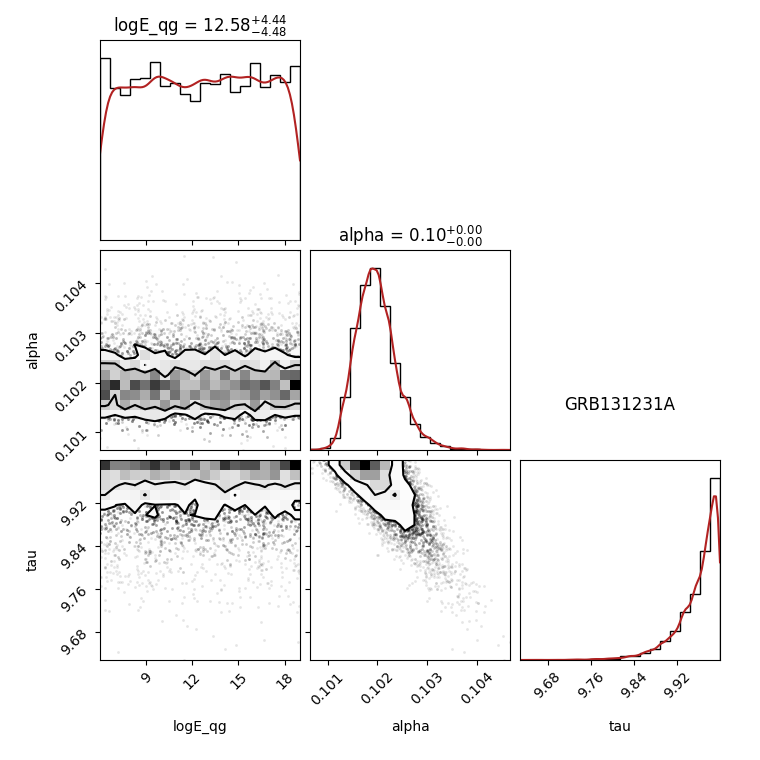 logE_qg = 12.58+4.44
−4.48
alpha = 0.10+0.00
−0.00
0.104
0.103
0.102
0.101
alpha
GRB131231A
9.92
9.84
9.76
9.68
tau
9
12
15
18
logE_qg
0.101
0.102
0.103
0.104
alpha
9.68
9.76
9.84
9.92
tau